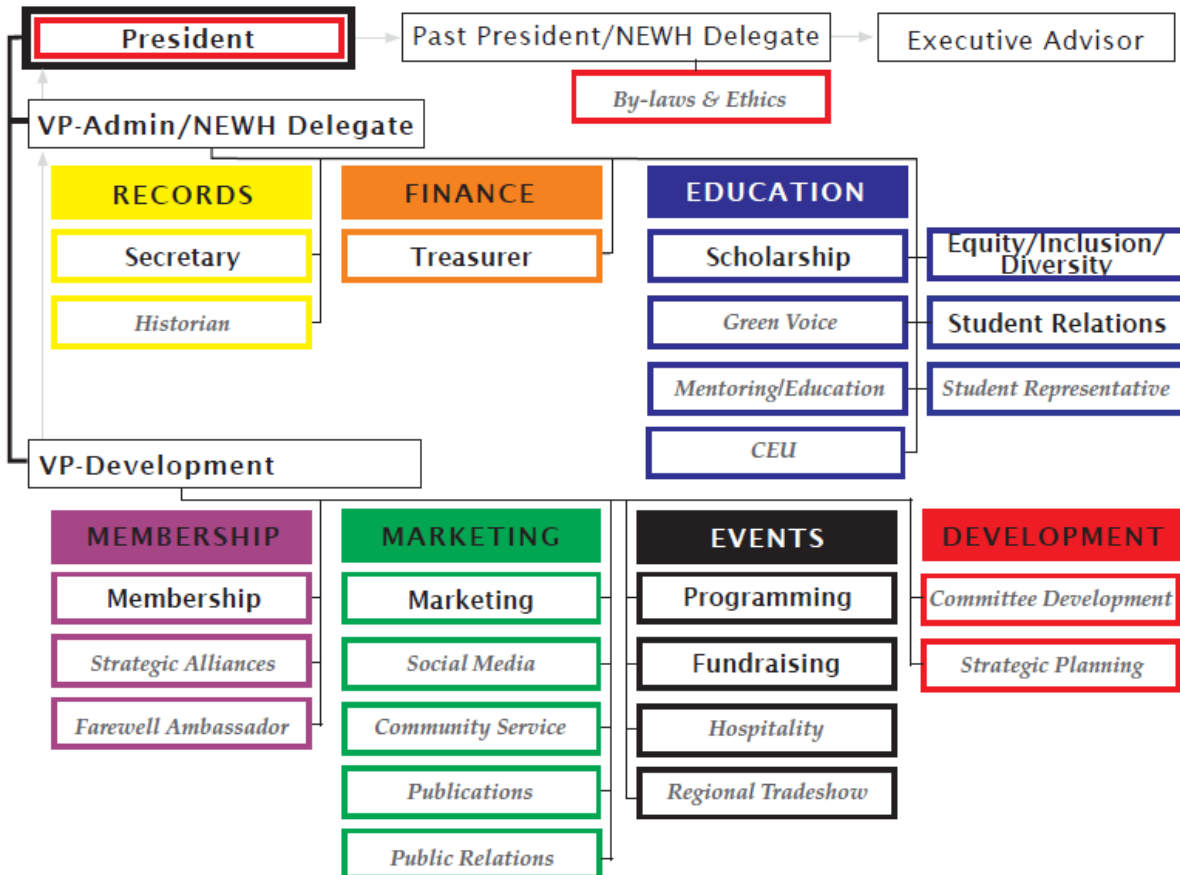 President
Past President/NEWH Delegate
Executive Advisor
By-laws & Ethics
VP-Admin/NEWH Delegate
RECORDS
FINANCE
EDUCATION
Secretary
Treasurer
Scholarship
Equity/Inclusion/
Diversity
Historian
Green Voice
Student Relations
Mentoring/Education
Student Representative
CEU
VP-Development
MEMBERSHIP
MARKETING
EVENTS
DEVELOPMENT
Membership
Marketing
Programming
Committee Development
Strategic Alliances
Social Media
Fundraising
Strategic Planning
Farewell Ambassador
Community Service
Hospitality
Publications
Regional Tradeshow
Public Relations